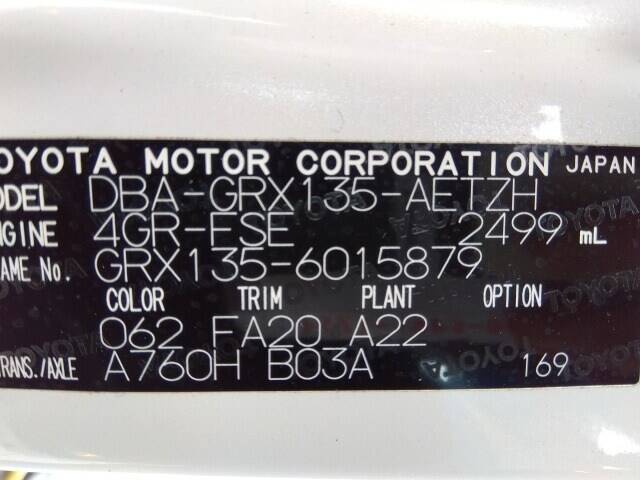 TOYOTA MOTOR CORPORATION JAPAN
MODEL DBA-GRX135-AETZH
ENGINE 4GR-FSE 2499 mL
FRAME No. GRX135-6015879
COLOR TRIM PLANT OPTION
062 FA20 A22
TRANS./AXLE A760H B03A 169